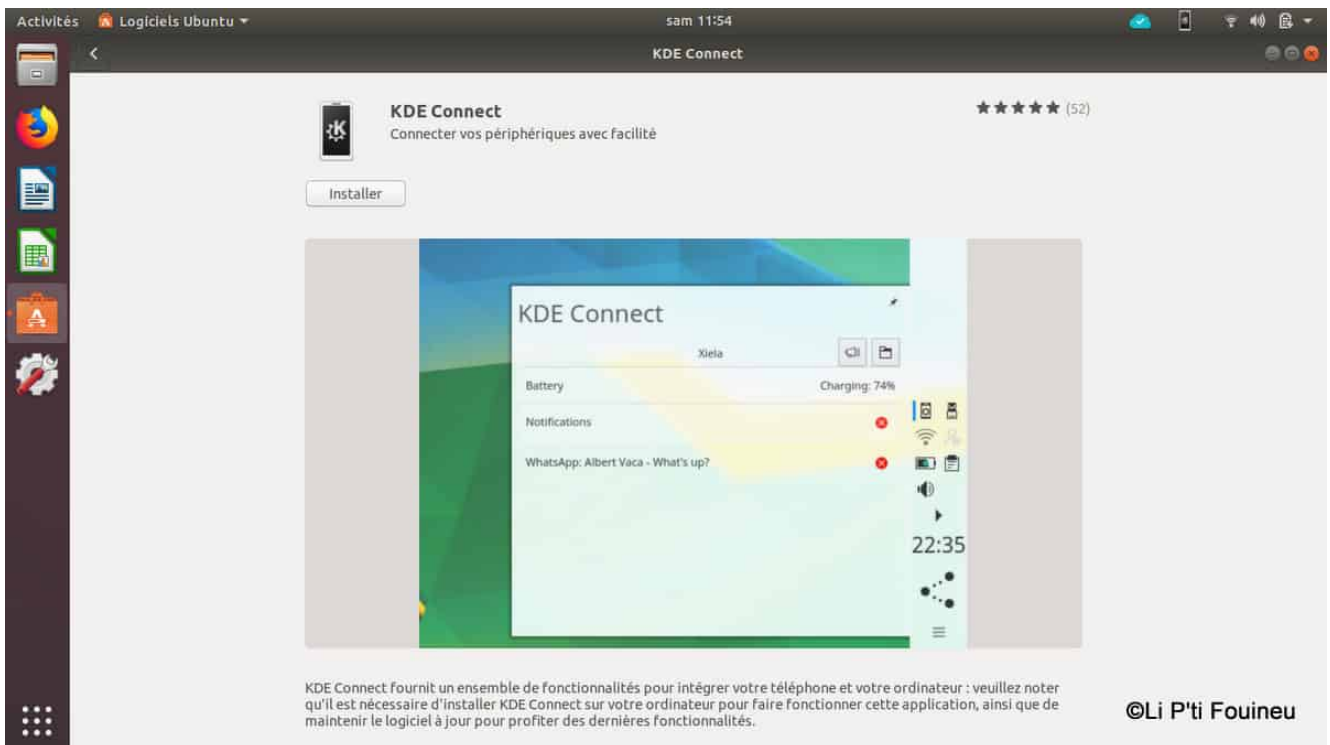 Activités Logiciels Ubuntu sam 11:54
KDE Connect
KDE Connect
★★★★★ (52)
Connecter vos périphériques avec facilité
Installer
KDE Connect
Xiela
Battery Charging: 74%
Notifications
WhatsApp: Albert Vaca - What's up?
22:35
KDE Connect fournit un ensemble de fonctionnalités pour intégrer votre téléphone et votre ordinateur : veuillez noter
qu'il est nécessaire d'installer KDE Connect sur votre ordinateur pour faire fonctionner cette application, ainsi que de
maintenir le logiciel à jour pour profiter des dernières fonctionnalités.
©Li P'ti Fouineu